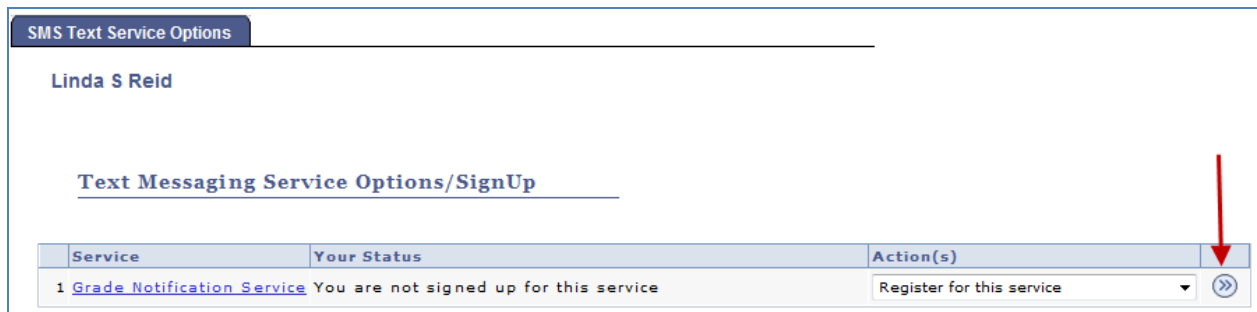 SMS Text Service Options
Linda S Reid
Text Messaging Service Options/SignUp
Service Your Status Action(s)
1 Grade Notification Service You are not signed up for this service Register for this service